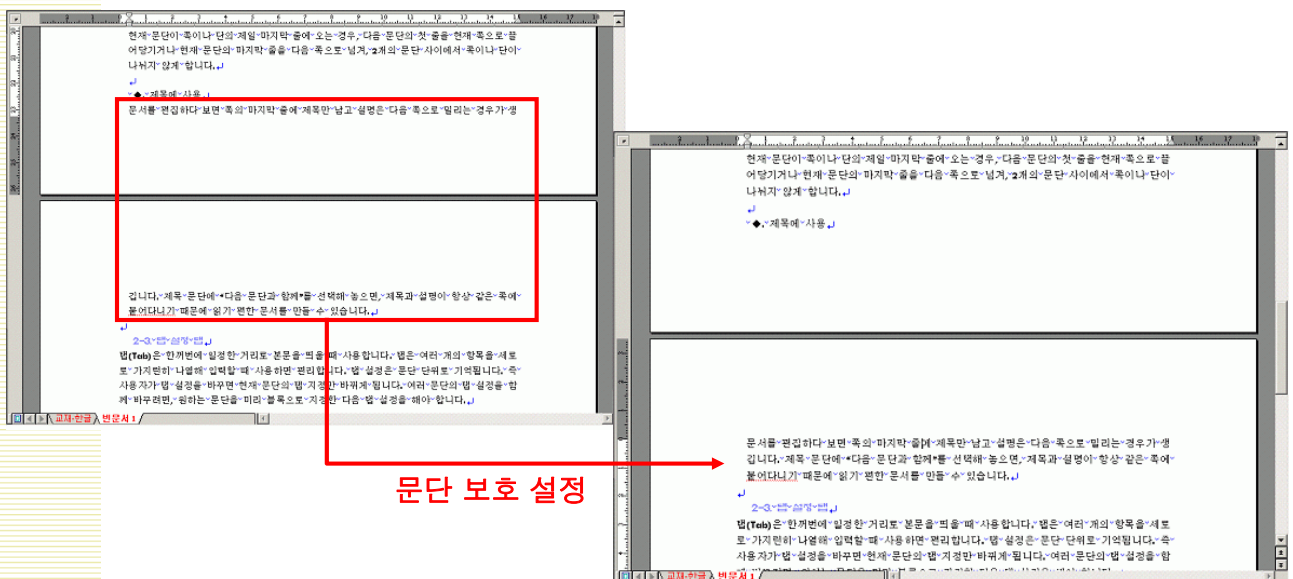 현재 문단이 쪽이나 단의 제일 마지막 줄에 오는 경우, 다음 문단의 첫 줄을 현재 쪽으로 끌
어당기거나 현재 문단의 마지막 줄을 다음 쪽으로 넘겨, 2개의 문단 사이에서 쪽이나 단이
나뉘지 않게 합니다.
◆. 제목에 사용
문서를 편집하다 보면 쪽의 마지막 줄에 제목만 남고 설명은 다음 쪽으로 밀리는 경우가 생
깁니다. 제목 문단에 "다음 문단과 함께"를 선택해 놓으면, 제목과 설명이 항상 같은 쪽에
붙어다니기 때문에 읽기 편한 문서를 만들 수 있습니다.
2-3. 탭 설정 탭
탭(Tab)은 한꺼번에 일정한 거리로 본문을 띄울 때 사용합니다. 탭은 여러 개의 항목을 세로
로 가지런히 나열해 입력할 때 사용하면 편리합니다. 탭 설정은 문단 단위로 기억됩니다. 즉
사용자가 탭 설정을 바꾸면 현재 문단의 탭 지정만 바뀌게 됩니다. 여러 문단의 탭 설정을 함
께 바꾸려면, 원하는 문단을 미리 블록으로 지정한 다음 탭 설정을 해야 합니다.
교재-한글 빈문서 1
문단 보호 설정
현재 문단이 쪽이나 단의 제일 마지막 줄에 오는 경우, 다음 문단의 첫 줄을 현재 쪽으로 끌
어당기거나 현재 문단의 마지막 줄을 다음 쪽으로 넘겨, 2개의 문단 사이에서 쪽이나 단이
나뉘지 않게 합니다.
◆. 제목에 사용
문서를 편집하다 보면 쪽의 마지막 줄에 제목만 남고 설명은 다음 쪽으로 밀리는 경우가 생
깁니다. 제목 문단에 "다음 문단과 함께"를 선택해 놓으면, 제목과 설명이 항상 같은 쪽에
붙어다니기 때문에 읽기 편한 문서를 만들 수 있습니다.
2-3. 탭 설정 탭
탭(Tab)은 한꺼번에 일정한 거리로 본문을 띄울 때 사용합니다. 탭은 여러 개의 항목을 세로
로 가지런히 나열해 입력할 때 사용하면 편리합니다. 탭 설정은 문단 단위로 기억됩니다. 즉
사용자가 탭 설정을 바꾸면 현재 문단의 탭 지정만 바뀌게 됩니다. 여러 문단의 탭 설정을 함
교재-한글 빈문서 1